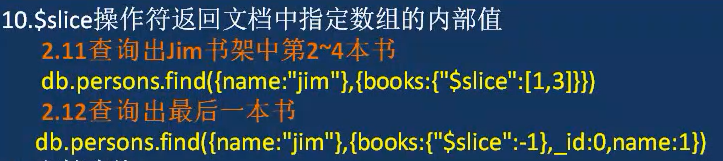 10.$slice操作符返回文档中指定数组的内部值
2.11查询出Jim书架中第2~4本书
db.persons.find({name:"jim"},{books:{"$slice":[1,3]}})
2.12查询出最后一本书
db.persons.find({name:"jim"},{books:{"$slice":-1},_id:0,name:1})